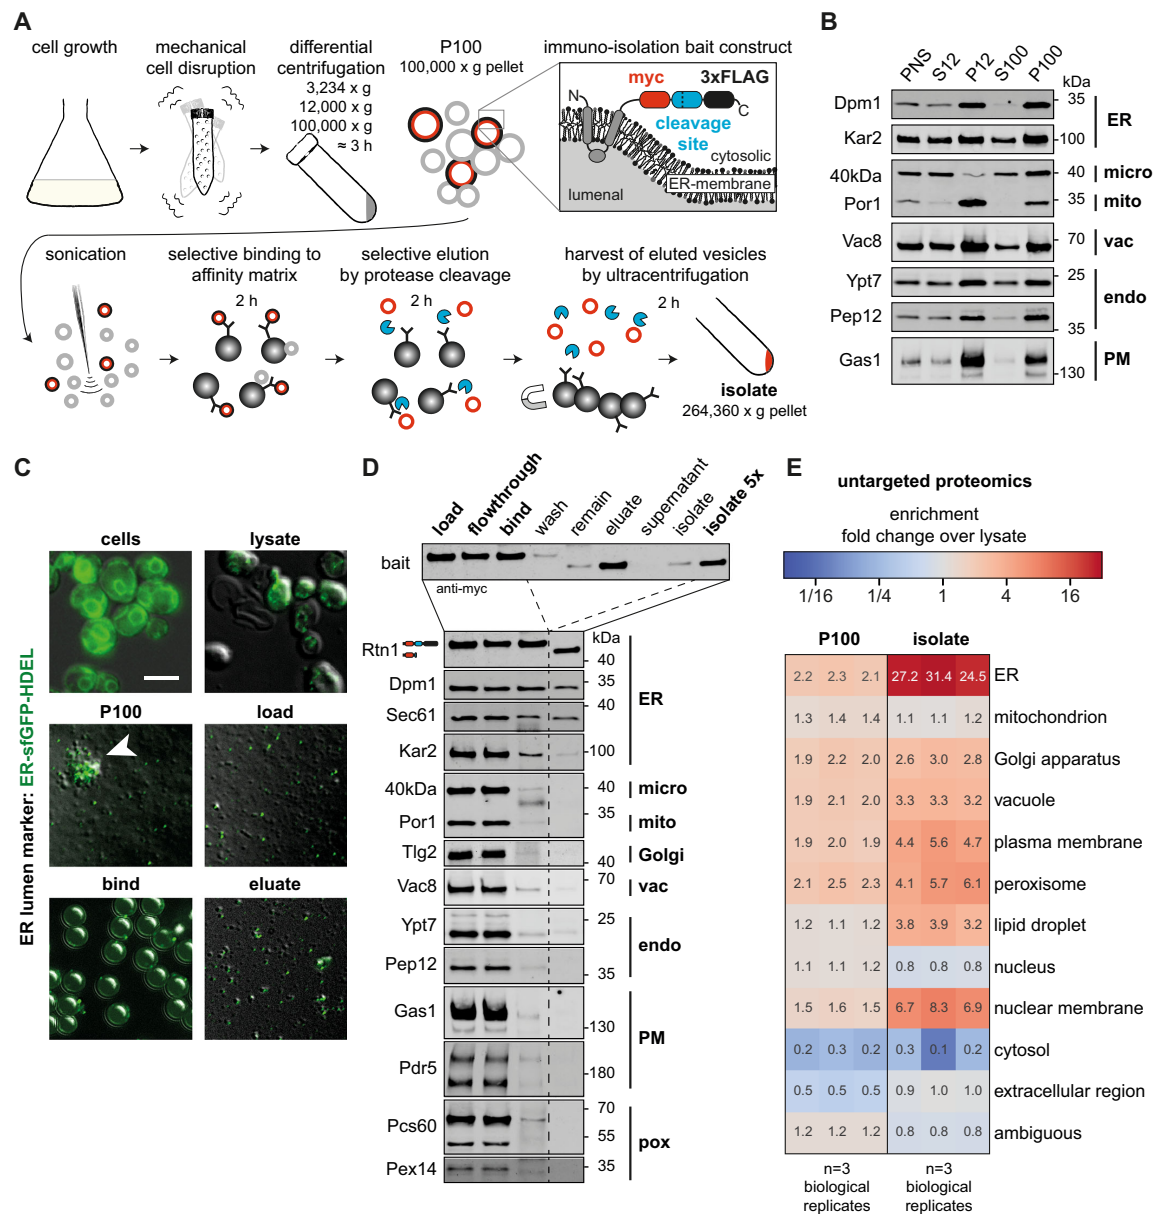 A
cell growth
mechanical
cell disruption
differential
centrifugation
3,234 x g
12,000 x g
100,000 x g
≈ 3 h
P100
100,000 x g pellet
immuno-isolation bait construct
N
myc
3xFLAG
C
cleavage
site
cytosolic
ER-membrane
lumenal
sonication
selective binding to
affinity matrix
2 h
selective elution
by protease cleavage
2 h
harvest of eluted vesicles
by ultracentrifugation
2 h
isolate
264,360 x g pellet
B
PNS S12 P12 S100 P100
kDa
Dpm1 35 ER
Kar2 100
40kDa 40 micro
Por1 35 mito
Vac8 70 vac
Ypt7 25 endo
Pep12 35
Gas1 130 PM
C
ER lumen marker: ER-sfGFP-HDEL
cells lysate
P100 load
bind eluate
D
load flowthrough bind wash remain eluate supernatant isolate isolate 5x
bait
anti-myc
kDa
Rtn1 40 ER
Dpm1 35
Sec61 40
Kar2 100
40kDa 40 micro
Por1 35 mito
Tlg2 40 Golgi
Vac8 70 vac
Ypt7 25 endo
Pep12 35
Gas1 130 PM
Pdr5 180
Pcs60 70 55 pox
Pex14 35
E
untargeted proteomics
enrichment
fold change over lysate
1/16 1/4 1 4 16
P100 isolate
2.2 2.3 2.1 27.2 31.4 24.5 ER
1.3 1.4 1.4 1.1 1.1 1.2 mitochondrion
1.9 2.2 2.0 2.6 3.0 2.8 Golgi apparatus
1.9 2.1 2.0 3.3 3.3 3.2 vacuole
1.9 2.0 1.9 4.4 5.6 4.7 plasma membrane
2.1 2.5 2.3 4.1 5.7 6.1 peroxisome
1.2 1.1 1.2 3.8 3.9 3.2 lipid droplet
1.1 1.1 1.2 0.8 0.8 0.8 nucleus
1.5 1.6 1.5 6.7 8.3 6.9 nuclear membrane
0.2 0.3 0.2 0.3 0.1 0.2 cytosol
0.5 0.5 0.5 0.9 1.0 1.0 extracellular region
1.2 1.2 1.2 0.8 0.8 0.8 ambiguous
n=3 n=3
biological biological
replicates replicates